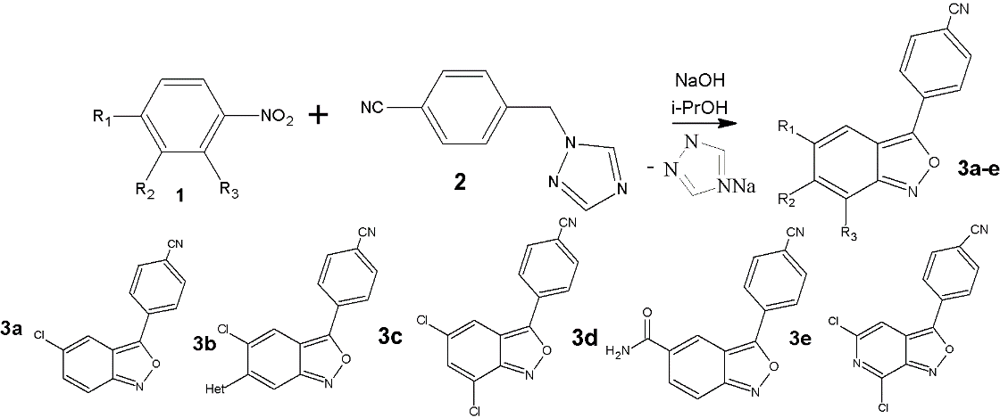 CN
NaOH
i-PrOH
R1 NO2 + NC N N N
R2 R3 1 2
- N N NNa
R1 R2 R3 O N 3a-e
3a Cl CN O N
3b Cl Het CN O N
3c Cl Cl CN O N
3d O H2N CN O N
3e Cl N Cl CN O N